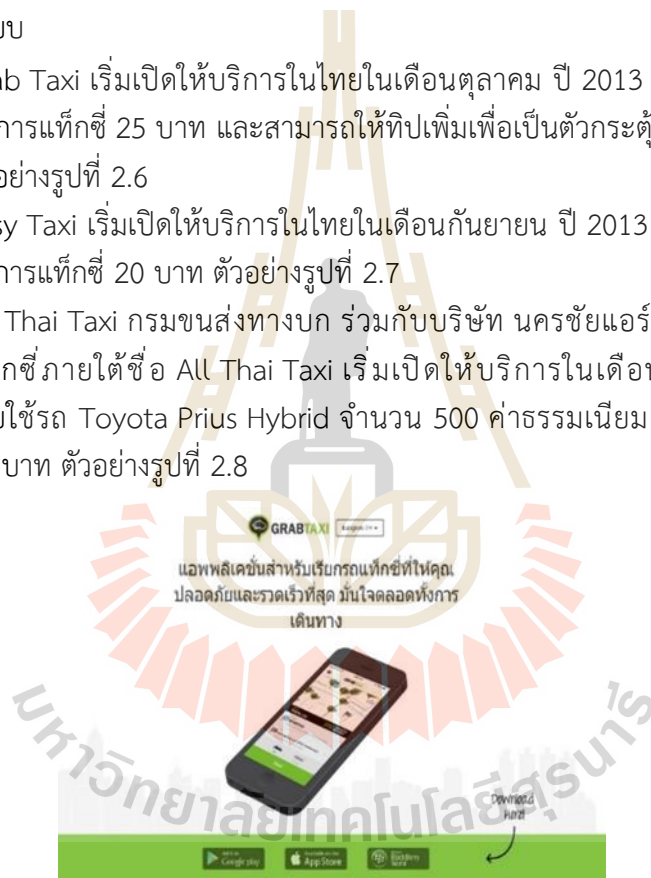 ยบ
ab Taxi เริ่มเปิดให้บริการในไทยในเดือนตุลาคม ปี 2013
การแท็กซี่ 25 บาท และสามารถให้ทิปเพิ่มเพื่อเป็นตัวกระตุ้
อย่างรูปที่ 2.6
sy Taxi เริ่มเปิดให้บริการในไทยในเดือนกันยายน ปี 2013
การแท็กซี่ 20 บาท ตัวอย่างรูปที่ 2.7
Thai Taxi กรมขนส่งทางบก ร่วมกับบริษัท นครชัยแอร์
กซี่ภายใต้ชื่อ All Thai Taxi เริ่มเปิดให้บริการในเดือน
ยใช้รถ Toyota Prius Hybrid จำนวน 500 ค่าธรรมเนียม
บาท ตัวอย่างรูปที่ 2.8
GRABTAXI
แอพพลิเคชั่นสำหรับเรียกรถแท็กซี่ที่ให้คุณ
ปลอดภัยและรวดเร็วที่สุด มั่นใจตลอดทั้งการ
เดินทาง
Download
Here!
Google play App Store
มหาวิทยาลัยเทคโนโลยีสุรนารี